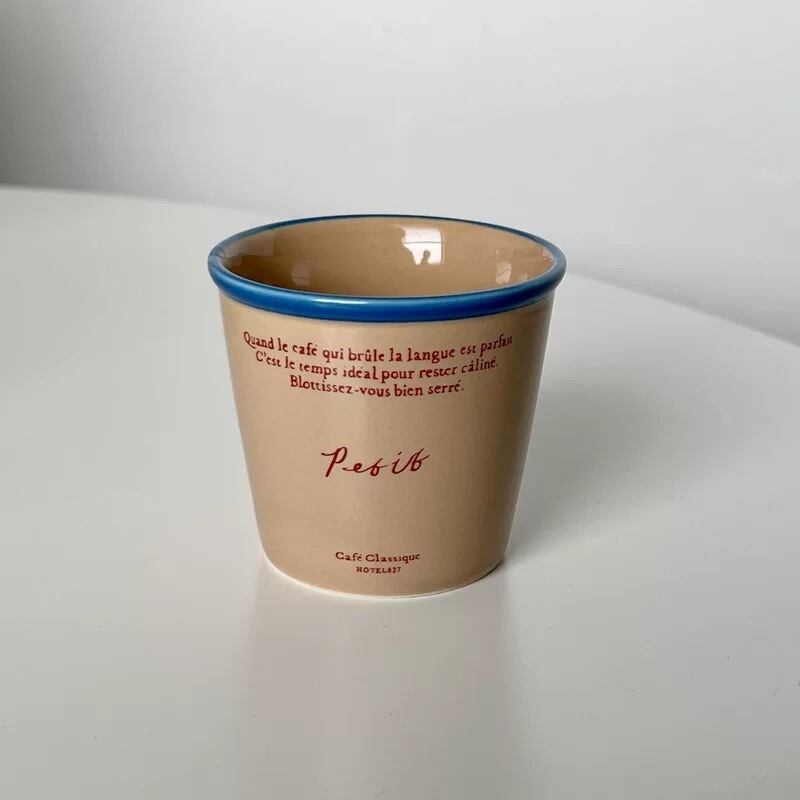 Quand le café qui brûle la langue est parfait
C'est le temps idéal pour rester câliné.
Blottissez-vous bien serré.
Petit
Café Classique
HOTEL827